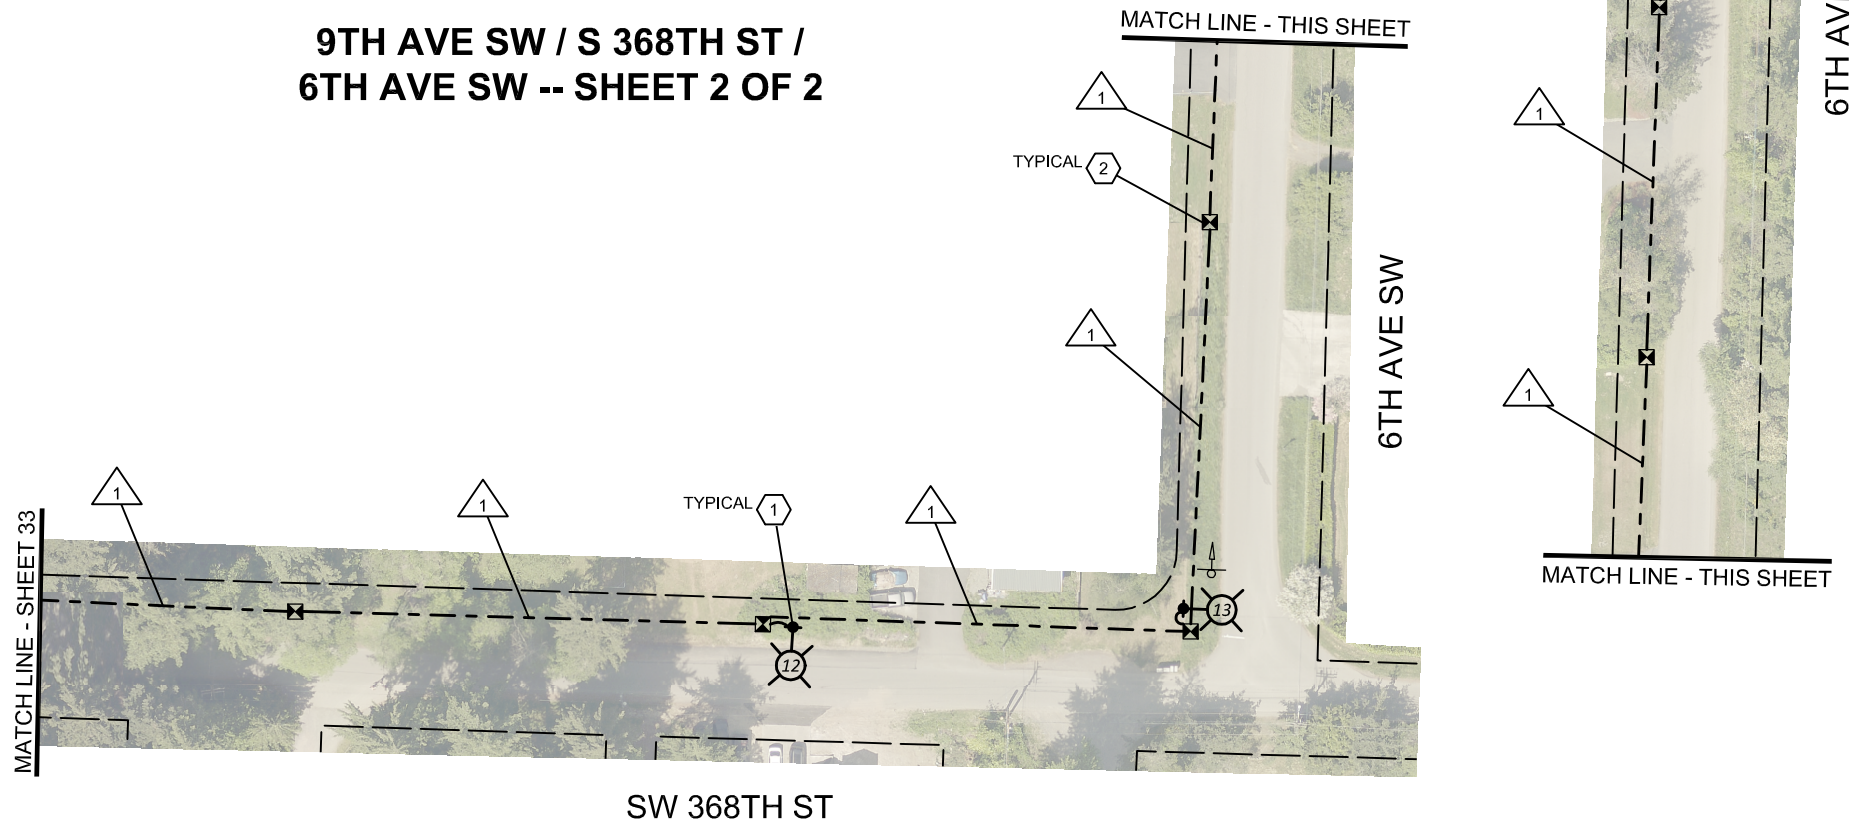 9TH AVE SW / S 368TH ST /
6TH AVE SW -- SHEET 2 OF 2
MATCH LINE - THIS SHEET
6TH AV
1
1
TYPICAL 2
6TH AVE SW
1
1
MATCH LINE - THIS SHEET
MATCH LINE - SHEET 33
1
1
TYPICAL 1
1
12
13
SW 368TH ST